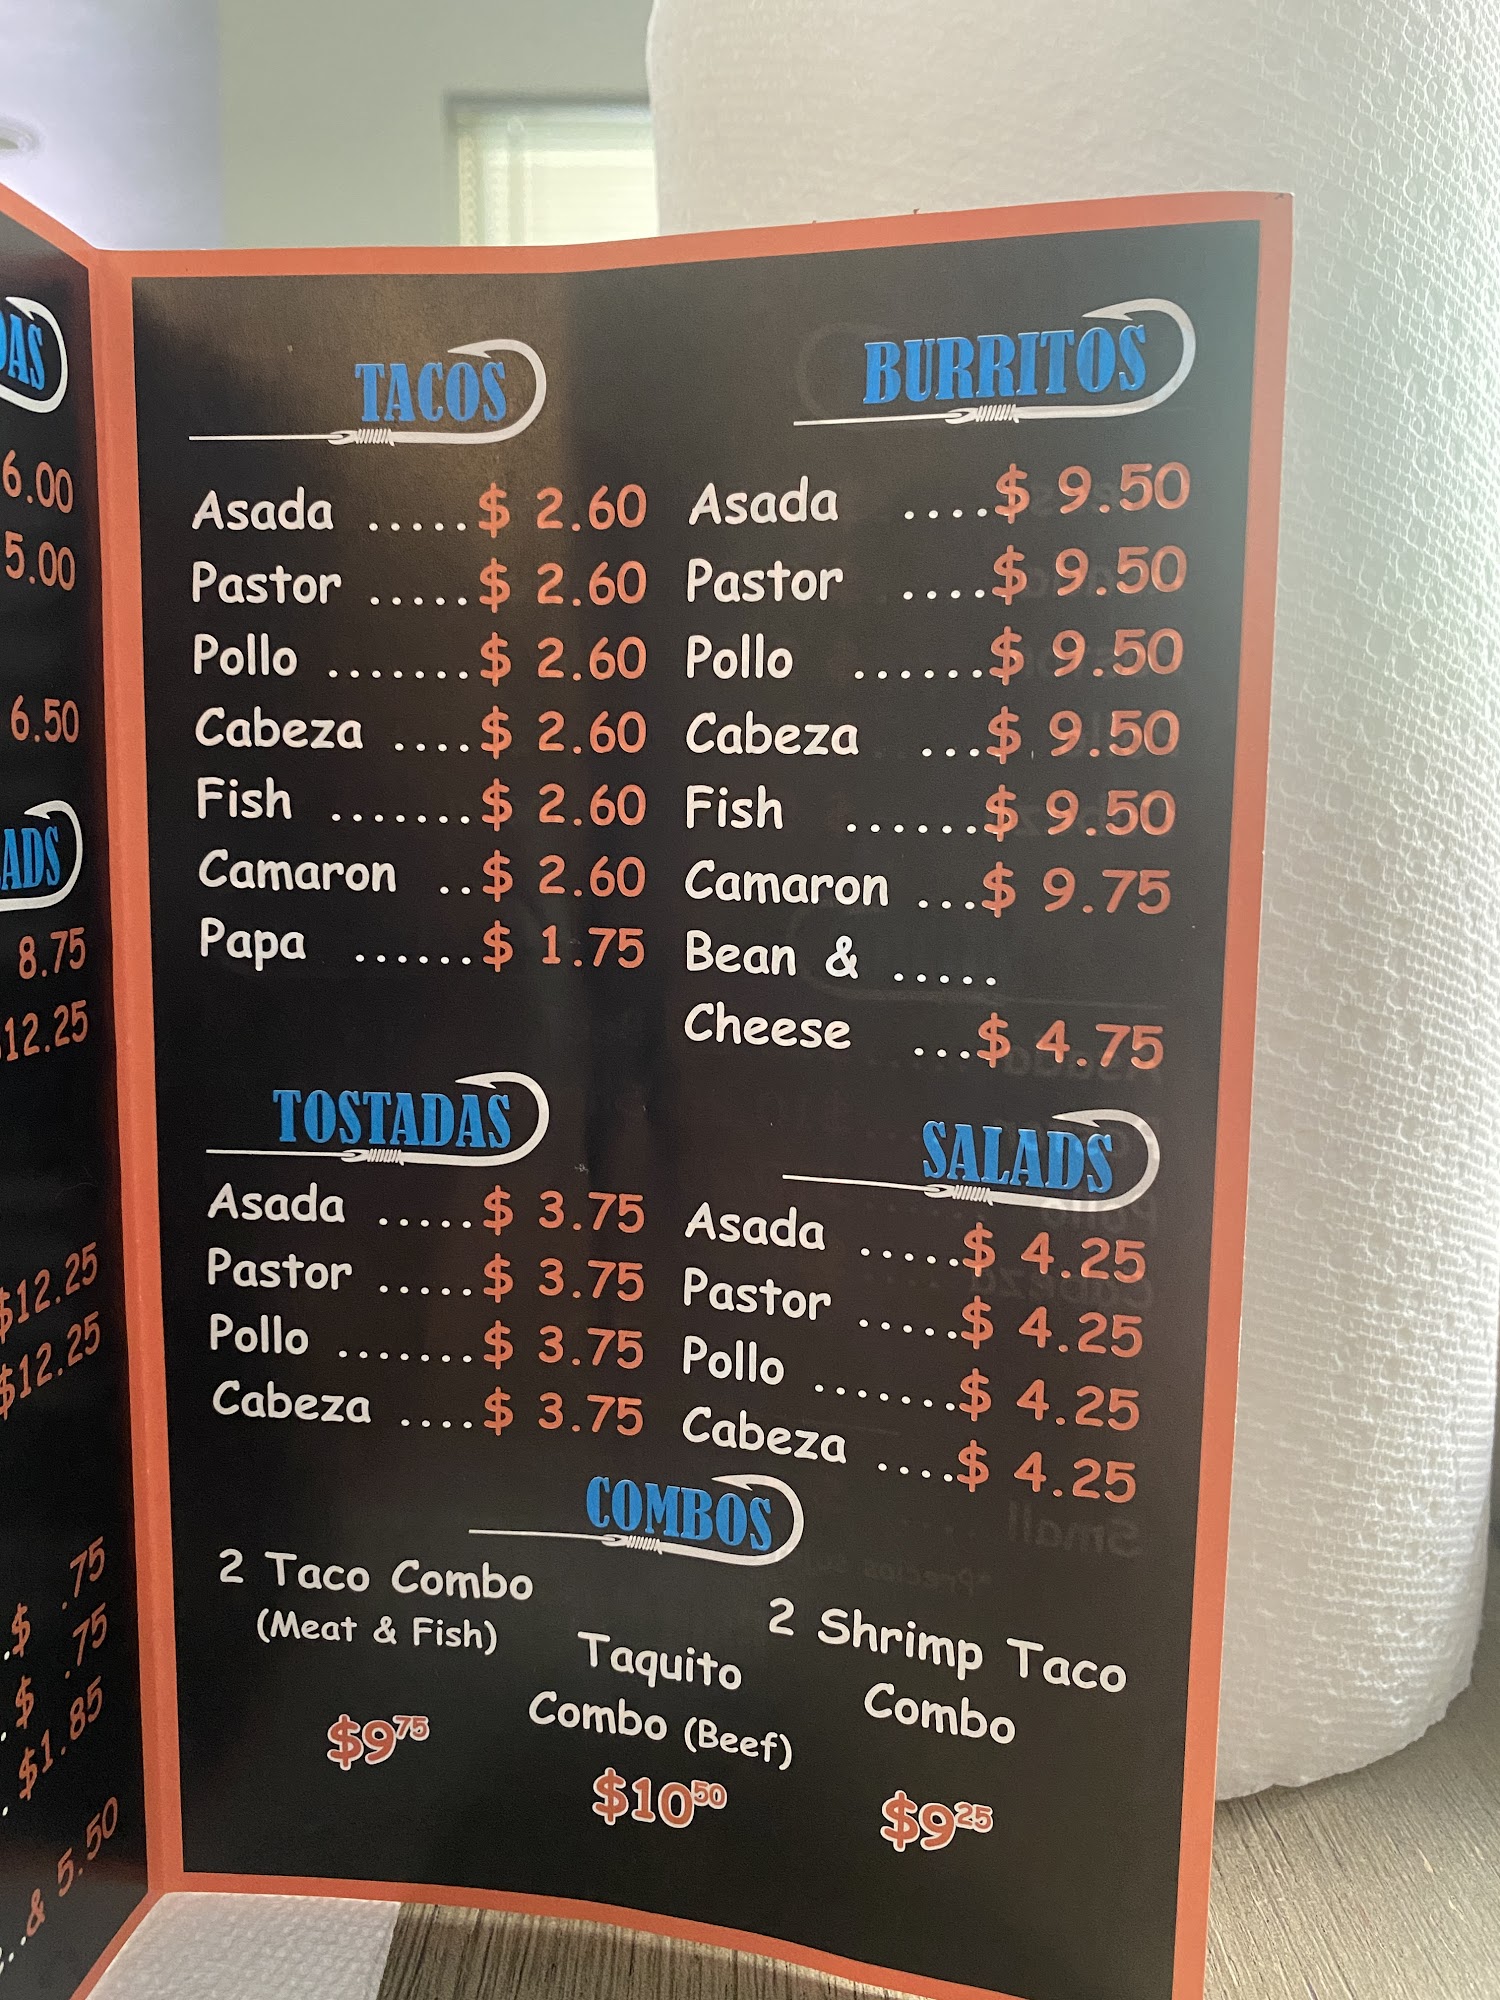 DAS
6.00
5.00
6.50
ADS
8.75
12.25
$12.25
$12.25
.75
.$ .75
. $1.85
..& 5.50
TACOS
Asada .....$ 2.60
Pastor .....$ 2.60
Pollo .......$ 2.60
Cabeza ....$ 2.60
Fish .......$ 2.60
Camaron ..$ 2.60
Papa ......$ 1.75
BURRITOS
Asada ....$ 9.50
Pastor ....$ 9.50
Pollo ......$ 9.50
Cabeza ...$ 9.50
Fish ......$ 9.50
Camaron ...$ 9.75
Bean & .....
Cheese ...$ 4.75
TOSTADAS
Asada .....$ 3.75
Pastor .....$ 3.75
Pollo .......$ 3.75
Cabeza ....$ 3.75
SALADS
Asada .....$ 4.25
Pastor .....$ 4.25
Pollo .......$ 4.25
Cabeza ....$ 4.25
COMBOS
2 Taco Combo
(Meat & Fish)
$975
Taquito
Combo (Beef)
$1050
2 Shrimp Taco
Combo
$925